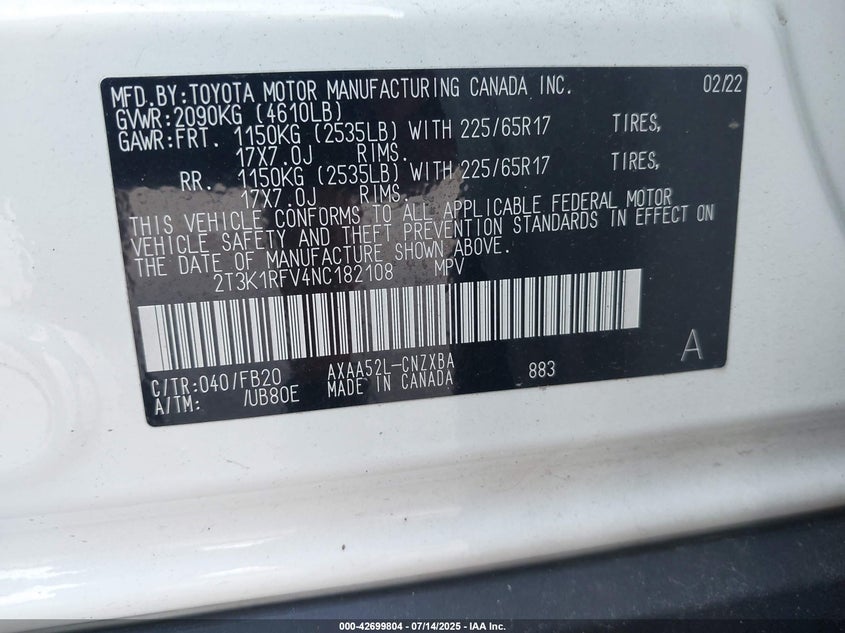 MFD.BY:TOYOTA MOTOR MANUFACTURING CANADA INC. 02/22
GVWR:2090KG (4610LB)
GAWR:FRT. 1150KG (2535LB) WITH 225/65R17 TIRES,
17X7.0J RIMS.
RR. 1150KG (2535LB) WITH 225/65R17 TIRES,
17X7.0J RIMS.
THIS VEHICLE CONFORMS TO ALL APPLICABLE FEDERAL MOTOR
VEHICLE SAFETY AND THEFT PREVENTION STANDARDS IN EFFECT ON
THE DATE OF MANUFACTURE SHOWN ABOVE.
2T3K1RFV4NC182108 MPV
A
C/TR:040/FB20 AXAA52L-CNZXBA 883
A/TM: /UB80E MADE IN CANADA
000-42699804 - 07/14/2025 - IAA Inc.